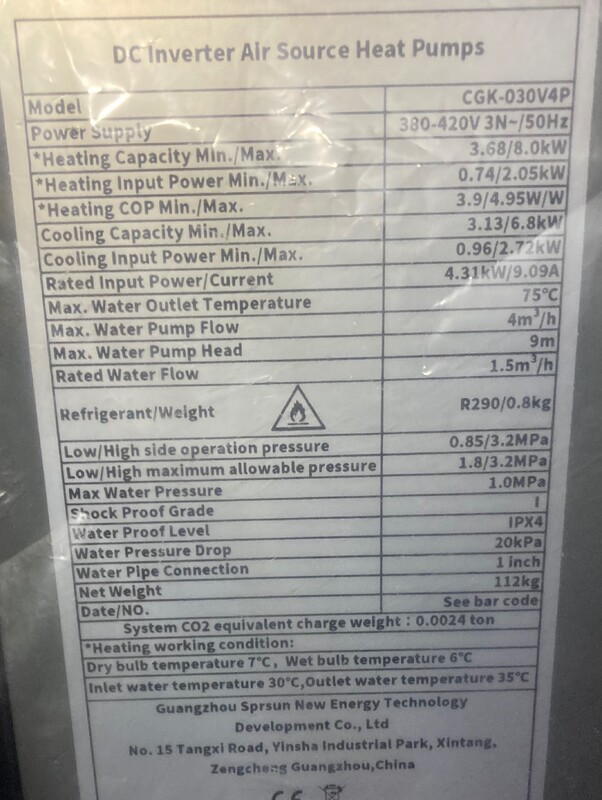 DC Inverter Air Source Heat Pumps
Model CGK-030V4P
Power Supply 380-420V 3N~/50Hz
*Heating Capacity Min./Max. 3.68/8.0kW
*Heating Input Power Min./Max. 0.74/2.05kW
*Heating COP Min./Max. 3.9/4.95W/W
Cooling Capacity Min./Max. 3.13/6.8kW
Cooling Input Power Min./Max. 0.96/2.72kW
Rated Input Power/Current 4.31kW/9.09A
Max. Water Outlet Temperature 75℃
Max. Water Pump Flow 4m³/h
Max. Water Pump Head 9m
Rated Water Flow 1.5m³/h
Refrigerant/Weight R290/0.8kg
Low/High side operation pressure 0.85/3.2MPa
Low/High maximum allowable pressure 1.8/3.2MPa
Max Water Pressure 1.0MPa
Shock Proof Grade I
Water Proof Level IPX4
Water Pressure Drop 20kPa
Water Pipe Connection 1 inch
Net Weight 112kg
Date/NO. See bar code
System CO2 equivalent charge weight：0.0024 ton
*Heating working condition:
Dry bulb temperature 7℃, Wet bulb temperature 6℃
Inlet water temperature 30℃,Outlet water temperature 35℃
Guangzhou Sprsun New Energy Technology
Development Co., Ltd
No. 15 Tangxi Road, Yinsha Industrial Park, Xintang,
Zengcheng Guangzhou,China
CE